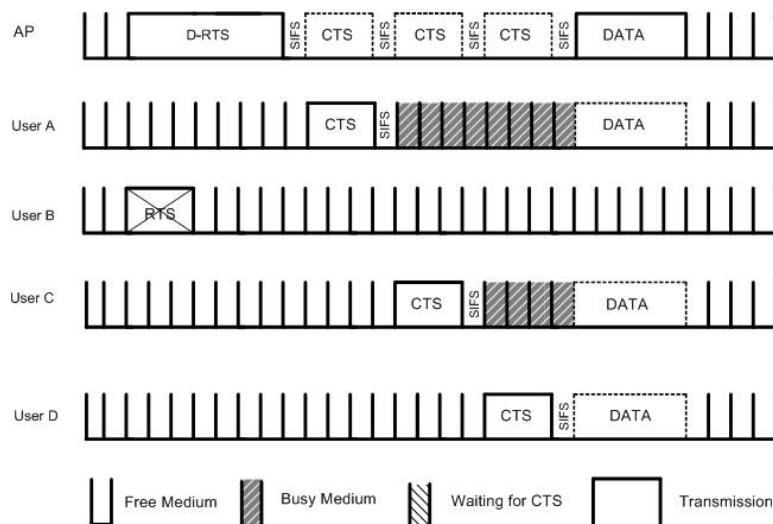 AP D-RTS SIFS CTS SIFS CTS SIFS CTS SIFS DATA
User A CTS SIFS DATA
User B RTS
User C CTS SIFS DATA
User D CTS SIFS DATA
Free Medium Busy Medium Waiting for CTS Transmission